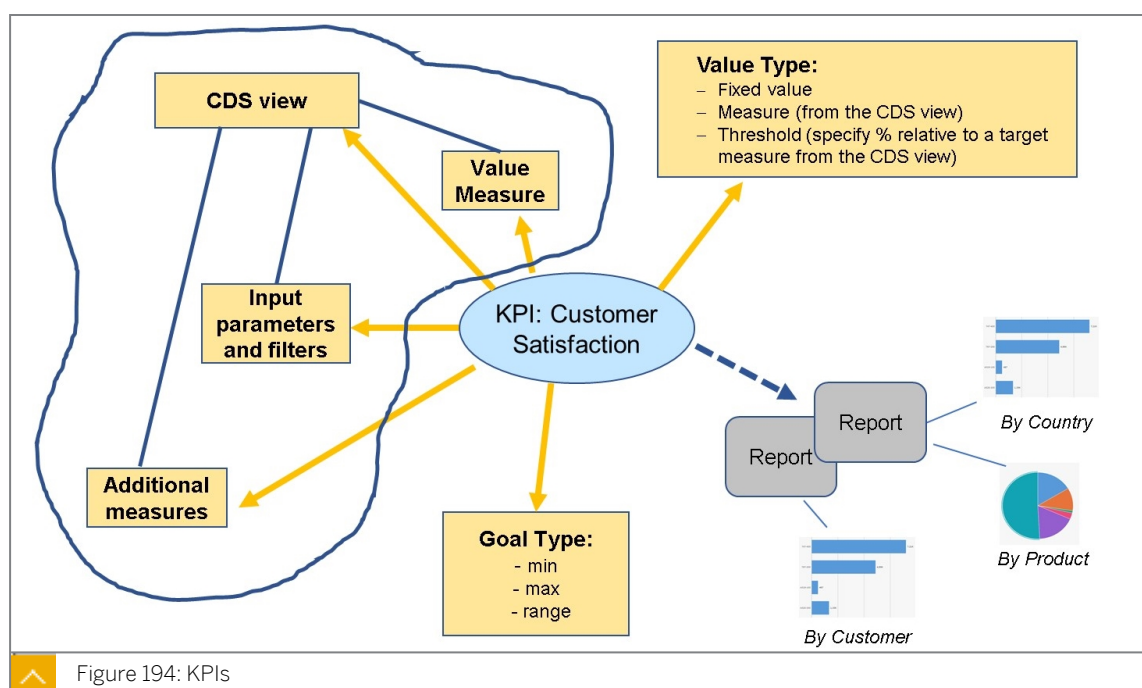 CDS view
Value Type:
– Fixed value
– Measure (from the CDS view)
– Threshold (specify % relative to a target
measure from the CDS view)
Value
Measure
Input
parameters
and filters
KPI: Customer
Satisfaction
Additional
measures
Goal Type:
- min
- max
- range
Report
Report
By Country
By Product
By Customer
Figure 194: KPIs